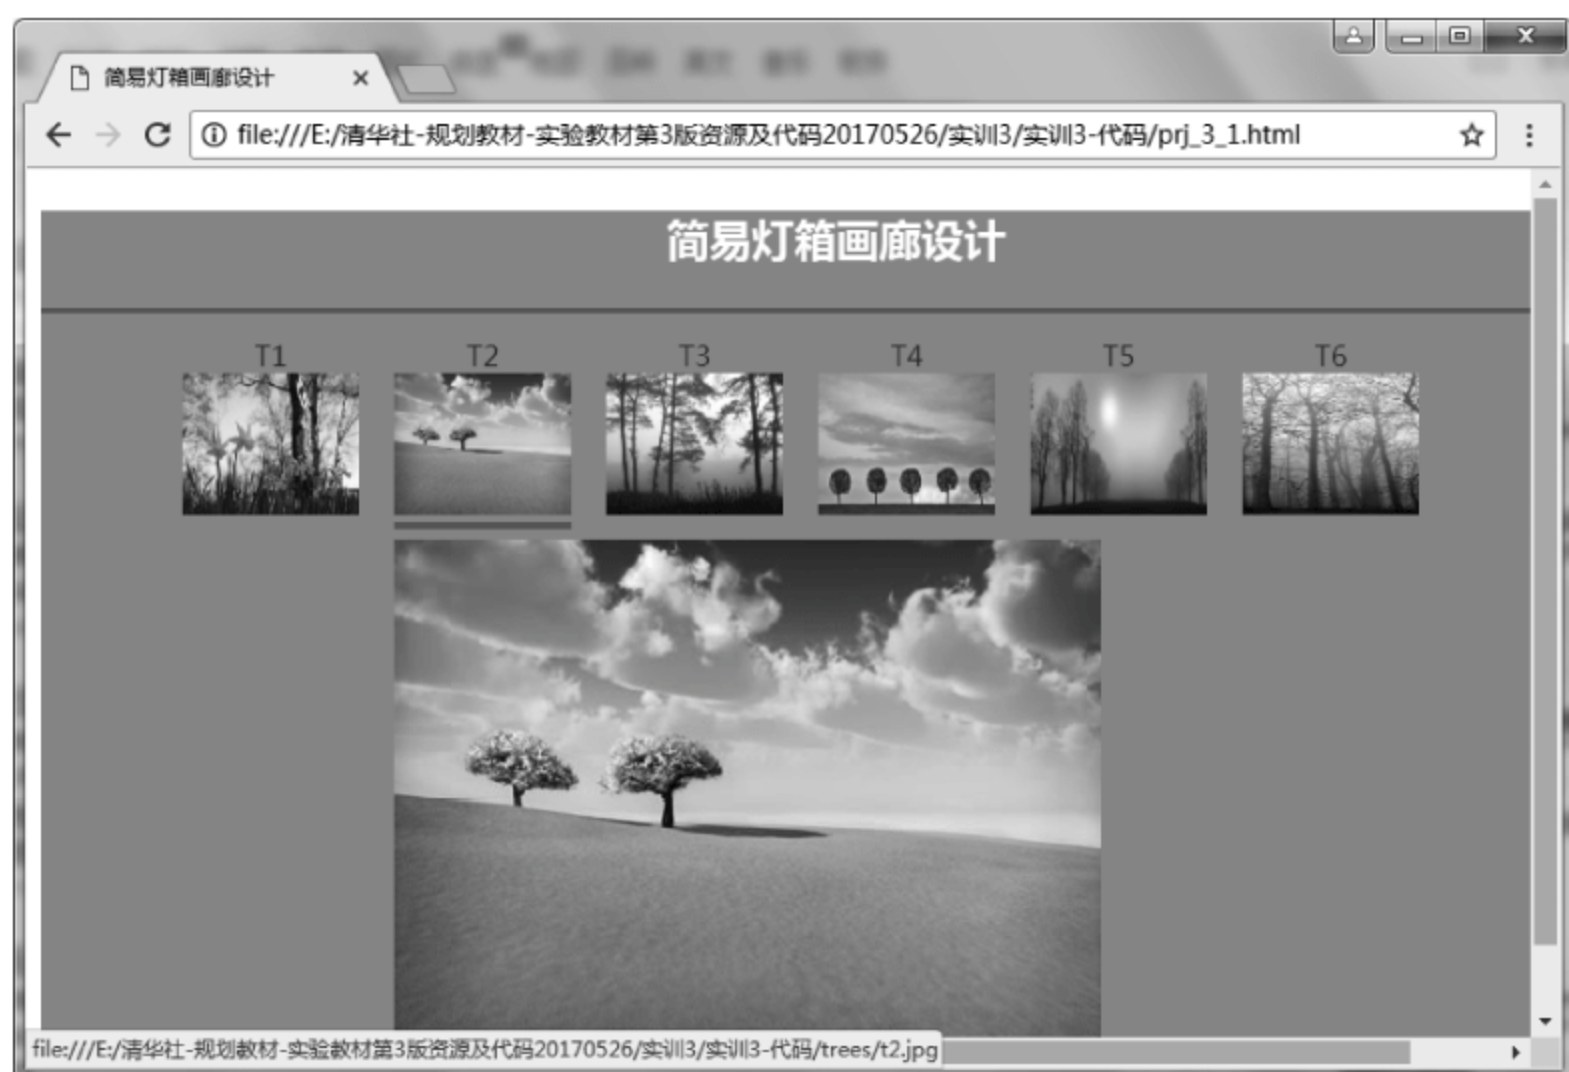 简易灯箱画廊设计
file:///E:/清华社-规划教材-实验教材第3版资源及代码20170526/实训3/实训3-代码/prj_3_1.html
简易灯箱画廊设计
T1 T2 T3 T4 T5 T6
file:///E:/清华社-规划教材-实验教材第3版资源及代码20170526/实训3/实训3-代码/trees/t2.jpg